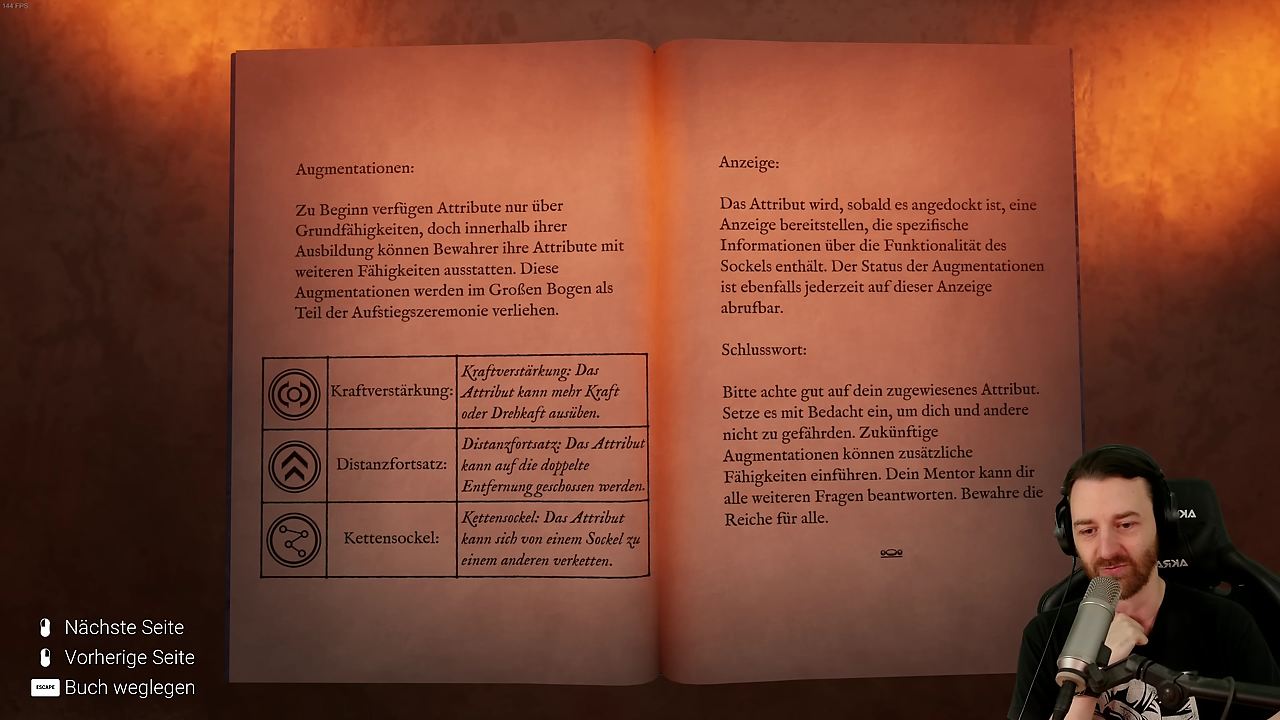 144 FPS
Augmentationen:
Zu Beginn verfügen Attribute nur über
Grundfähigkeiten, doch innerhalb ihrer
Ausbildung können Bewahrer ihre Attribute mit
weiteren Fähigkeiten ausstatten. Diese
Augmentationen werden im Großen Bogen als
Teil der Aufstiegszeremonie verliehen.
Kraftverstärkung:
Kraftverstärkung: Das
Attribut kann mehr Kraft
oder Drehkaft ausüben.
Distanzfortsatz:
Distanzfortsatz: Das Attribut
kann auf die doppelte
Entfernung geschossen werden.
Kettensockel:
Kettensockel: Das Attribut
kann sich von einem Sockel zu
einem anderen verketten.
Anzeige:
Das Attribut wird, sobald es angedockt ist, eine
Anzeige bereitstellen, die spezifische
Informationen über die Funktionalität des
Sockels enthält. Der Status der Augmentationen
ist ebenfalls jederzeit auf dieser Anzeige
abrufbar.
Schlusswort:
Bitte achte gut auf dein zugewiesenes Attribut.
Setze es mit Bedacht ein, um dich und andere
nicht zu gefährden. Zukünftige
Augmentationen können zusätzliche
Fähigkeiten einführen. Dein Mentor kann dir
alle weiteren Fragen beantworten. Bewahre die
Reiche für alle.
Nächste Seite
Vorherige Seite
ESCAPE Buch weglegen